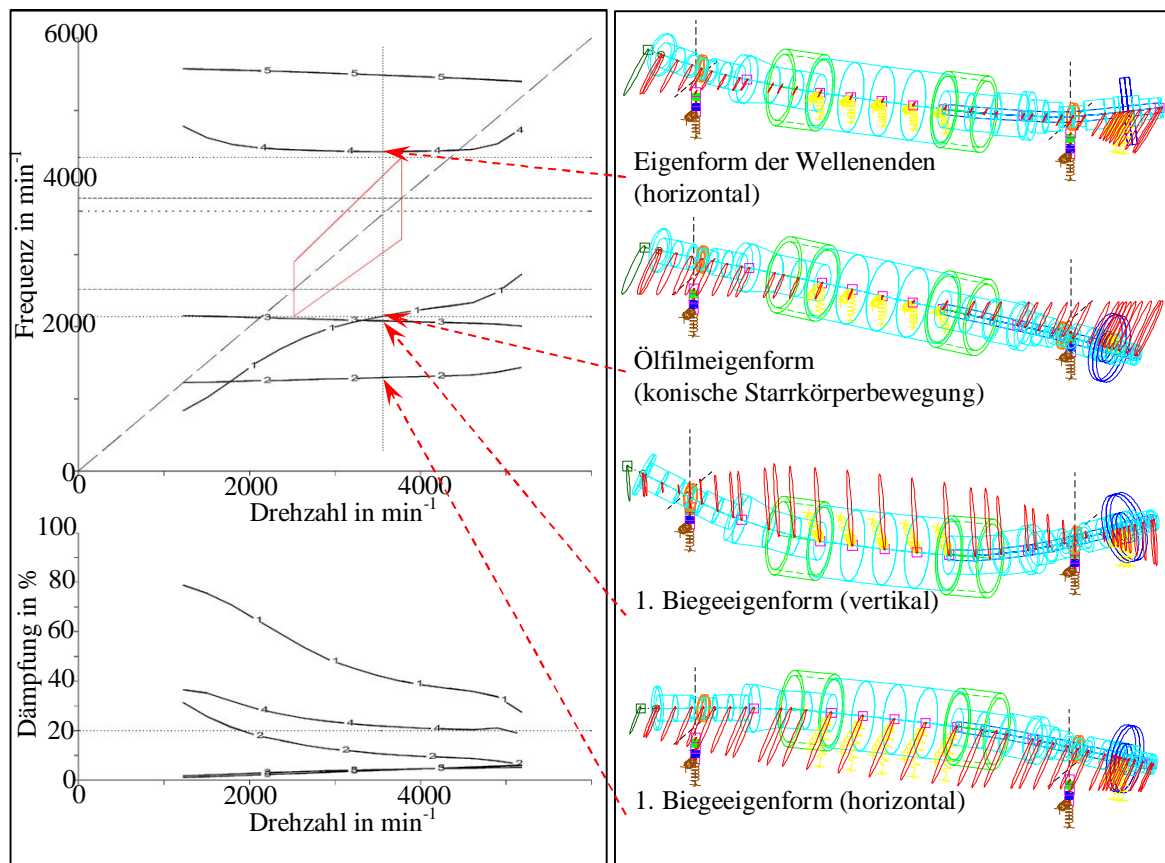 6000
4000
2000
0
Frequenz in min-1
5 5 5 5
4 4 4 4
1 1 1 1
3 3 3
2 2 2 2
0 2000 4000
Drehzahl in min-1
100
80
60
40
20
0
Dämpfung in %
1 1 1 1
4 4 4
2 2 2 2
0 2000 4000
Drehzahl in min-1
Eigenform der Wellenenden
(horizontal)
Ölfilmeigenform
(konische Starrkörperbewegung)
1. Biegeeigenform (vertikal)
1. Biegeeigenform (horizontal)